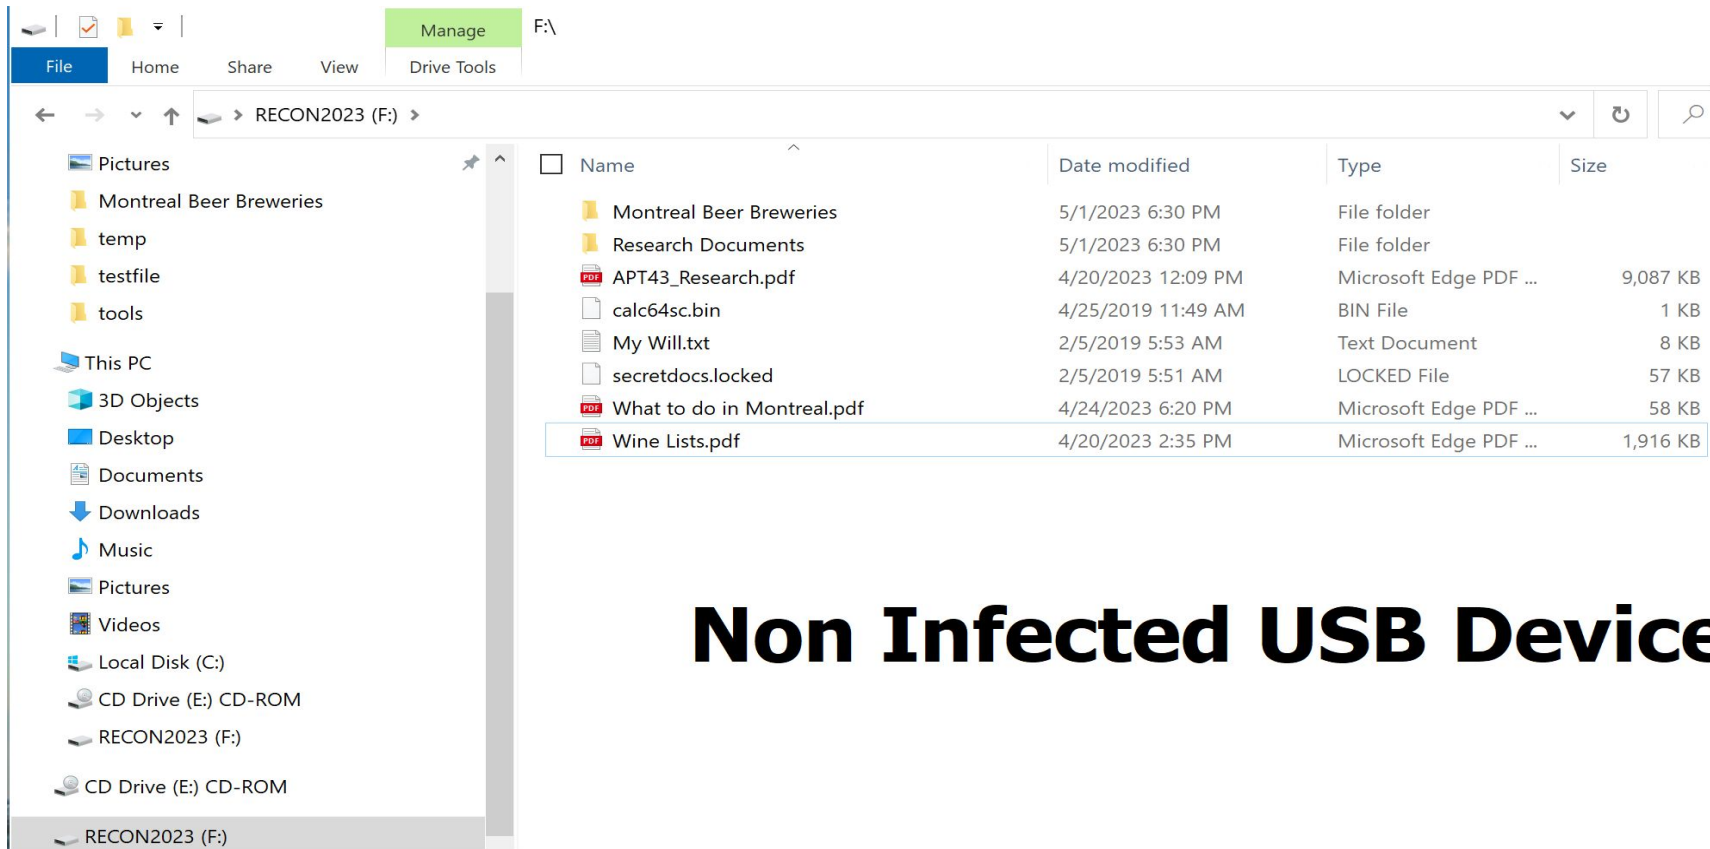 Manage F:\
File Home Share View Drive Tools
RECON2023 (F:)
Pictures
Montreal Beer Breweries
temp
testfile
tools
This PC
3D Objects
Desktop
Documents
Downloads
Music
Pictures
Videos
Local Disk (C:)
CD Drive (E:) CD-ROM
RECON2023 (F:)
CD Drive (E:) CD-ROM
RECON2023 (F:)
Name Date modified Type Size
Montreal Beer Breweries 5/1/2023 6:30 PM File folder
Research Documents 5/1/2023 6:30 PM File folder
PDF APT43_Research.pdf 4/20/2023 12:09 PM Microsoft Edge PDF ... 9,087 KB
calc64sc.bin 4/25/2019 11:49 AM BIN File 1 KB
My Will.txt 2/5/2019 5:53 AM Text Document 8 KB
secretdocs.locked 2/5/2019 5:51 AM LOCKED File 57 KB
PDF What to do in Montreal.pdf 4/24/2023 6:20 PM Microsoft Edge PDF ... 58 KB
PDF Wine Lists.pdf 4/20/2023 2:35 PM Microsoft Edge PDF ... 1,916 KB
Non Infected USB Device